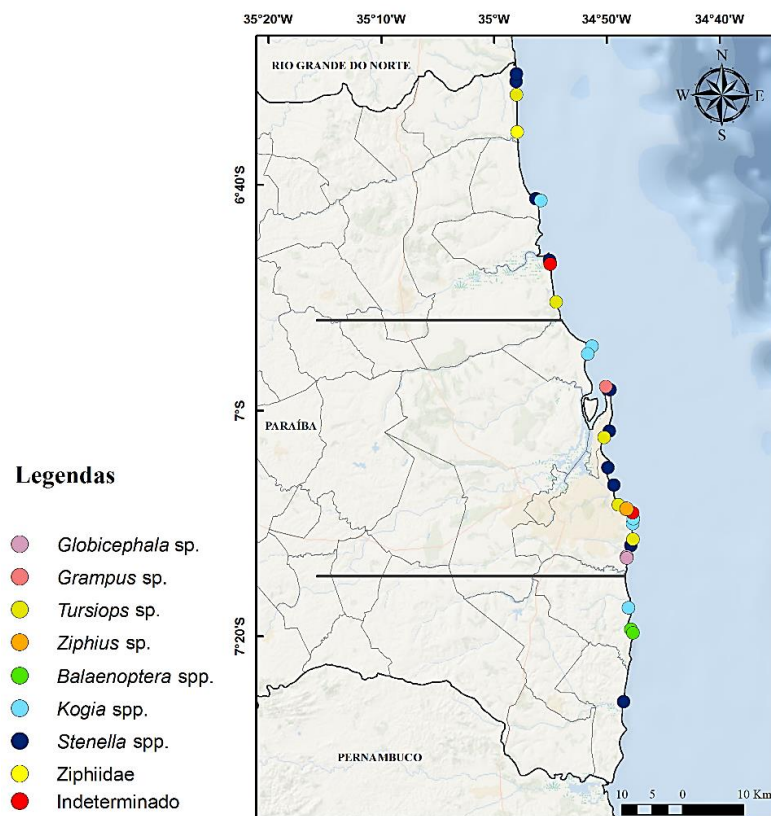 35°20'W 35°10'W 35°0'W 34°50'W 34°40'W
RIO GRANDE DO NORTE
N
W E
S
6°40'S
7°S
PARAÍBA
7°20'S
PERNAMBUCO
10 5 0 10 Km
Legendas
Globicephala sp.
Grampus sp.
Tursiops sp.
Ziphius sp.
Balaenoptera spp.
Kogia spp.
Stenella spp.
Ziphiidae
Indeterminado